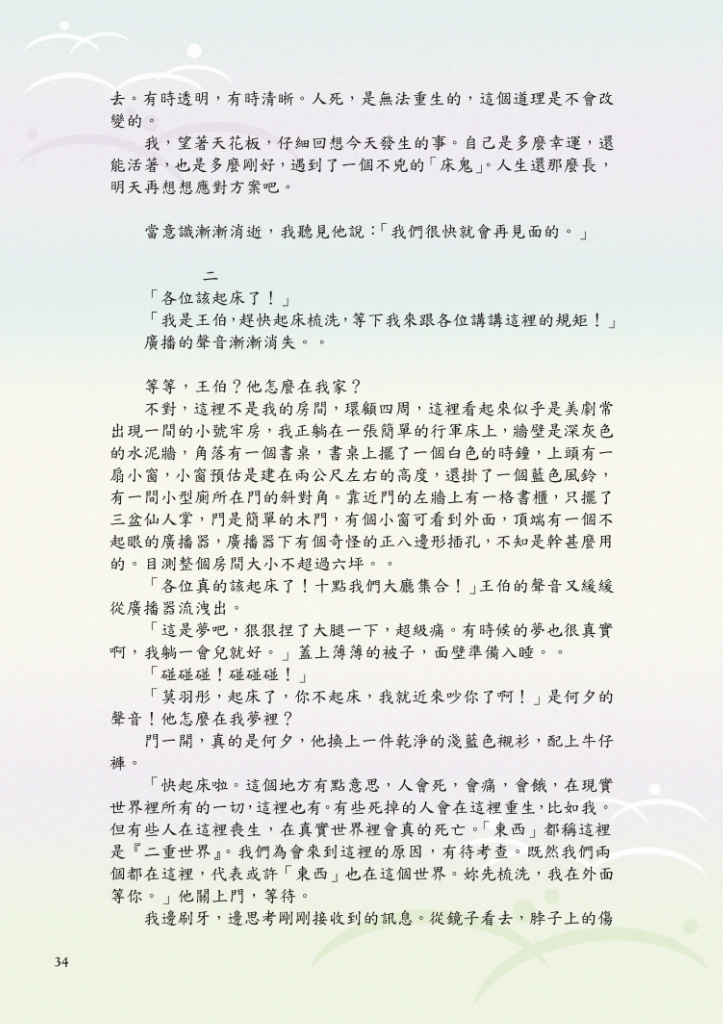 去。有時透明，有時清晰。人死，是無法重生的，這個道理是不會改
變的。
我，望著天花板，仔細回想今天發生的事。自己是多麼幸運，還
能活著，也是多麼剛好，遇到了一個不兇的「床鬼」。人生還那麼長，
明天再想想應對方案吧。
當意識漸漸消逝，我聽見他說：「我們很快就會再見面的。」
二
「各位該起床了！」
「我是王伯，趕快起床梳洗，等下我來跟各位講講這裡的規矩！」
廣播的聲音漸漸消失。。
等等，王伯？他怎麼在我家？
不對，這裡不是我的房間，環顧四周，這裡看起來似乎是美劇常
出現一間的小號牢房，我正躺在一張簡單的行軍床上，牆壁是深灰色
的水泥牆，角落有一個書桌，書桌上擺了一個白色的時鐘，上頭有一
扇小窗，小窗預估是建在兩公尺左右的高度，還掛了一個藍色風鈴，
有一間小型廁所在門的斜對角。靠近門的左牆上有一格書櫃，只擺了
三盆仙人掌，門是簡單的木門，有個小窗可看到外面，頂端有一個不
起眼的廣播器，廣播器下有個奇怪的正八邊形插孔，不知是幹甚麼用
的。目測整個房間大小不超過六坪。。
「各位真的該起床了！十點我們大廳集合！」王伯的聲音又緩緩
從廣播器流洩出。
「這是夢吧，狠狠捏了大腿一下，超級痛。有時候的夢也很真實
啊，我躺一會兒就好。」蓋上薄薄的被子，面壁準備入睡。。
「碰碰碰！碰碰碰！」
「莫羽彤，起床了，你不起床，我就近來吵你了啊！」是何夕的
聲音！他怎麼在我夢裡？
門一開，真的是何夕，他換上一件乾淨的淺藍色襯衫，配上牛仔
褲。
「快起床啦。這個地方有點意思，人會死，會痛，會餓，在現實
世界裡所有的一切，這裡也有。有些死掉的人會在這裡重生，比如我。
但有些人在這裡喪生，在真實世界裡會真的死亡。「東西」都稱這裡
是『二重世界』。我們為會來到這裡的原因，有待考查。既然我們兩
個都在這裡，代表或許「東西」也在這個世界。妳先梳洗，我在外面
等你。」他關上門，等待。
我邊刷牙，邊思考剛剛接收到的訊息。從鏡子看去，脖子上的傷
34